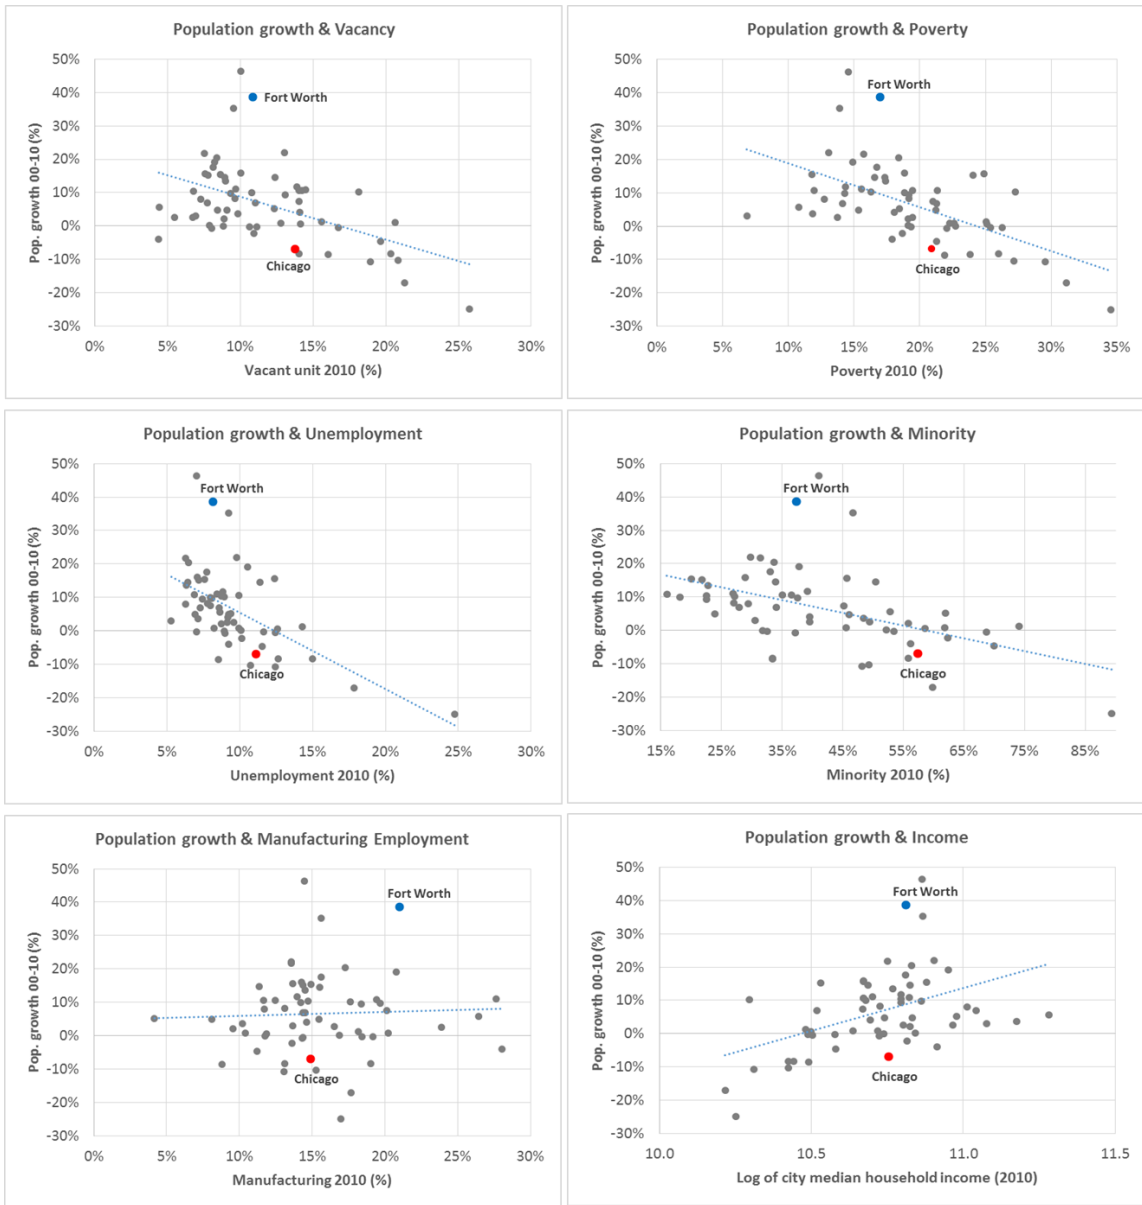 Population growth & Vacancy
50%
40%
30%
20%
10%
0%
-10%
-20%
-30%
Pop. growth 00-10 (%)
Fort Worth
Chicago
0% 5% 10% 15% 20% 25% 30%
Vacant unit 2010 (%)
Population growth & Poverty
50%
40%
30%
20%
10%
0%
-10%
-20%
-30%
Pop. growth 00-10 (%)
Fort Worth
Chicago
0% 5% 10% 15% 20% 25% 30% 35%
Poverty 2010 (%)
Population growth & Unemployment
50%
40%
30%
20%
10%
0%
-10%
-20%
-30%
Pop. growth 00-10 (%)
Fort Worth
Chicago
0% 5% 10% 15% 20% 25% 30%
Unemployment 2010 (%)
Population growth & Minority
50%
40%
30%
20%
10%
0%
-10%
-20%
-30%
Pop. growth 00-10 (%)
Fort Worth
Chicago
15% 25% 35% 45% 55% 65% 75% 85%
Minority 2010 (%)
Population growth & Manufacturing Employment
50%
40%
30%
20%
10%
0%
-10%
-20%
-30%
Pop. growth 00-10 (%)
Fort Worth
Chicago
0% 5% 10% 15% 20% 25% 30%
Manufacturing 2010 (%)
Population growth & Income
50%
40%
30%
20%
10%
0%
-10%
-20%
-30%
Pop. growth 00-10 (%)
Fort Worth
Chicago
10.0 10.5 11.0 11.5
Log of city median household income (2010)